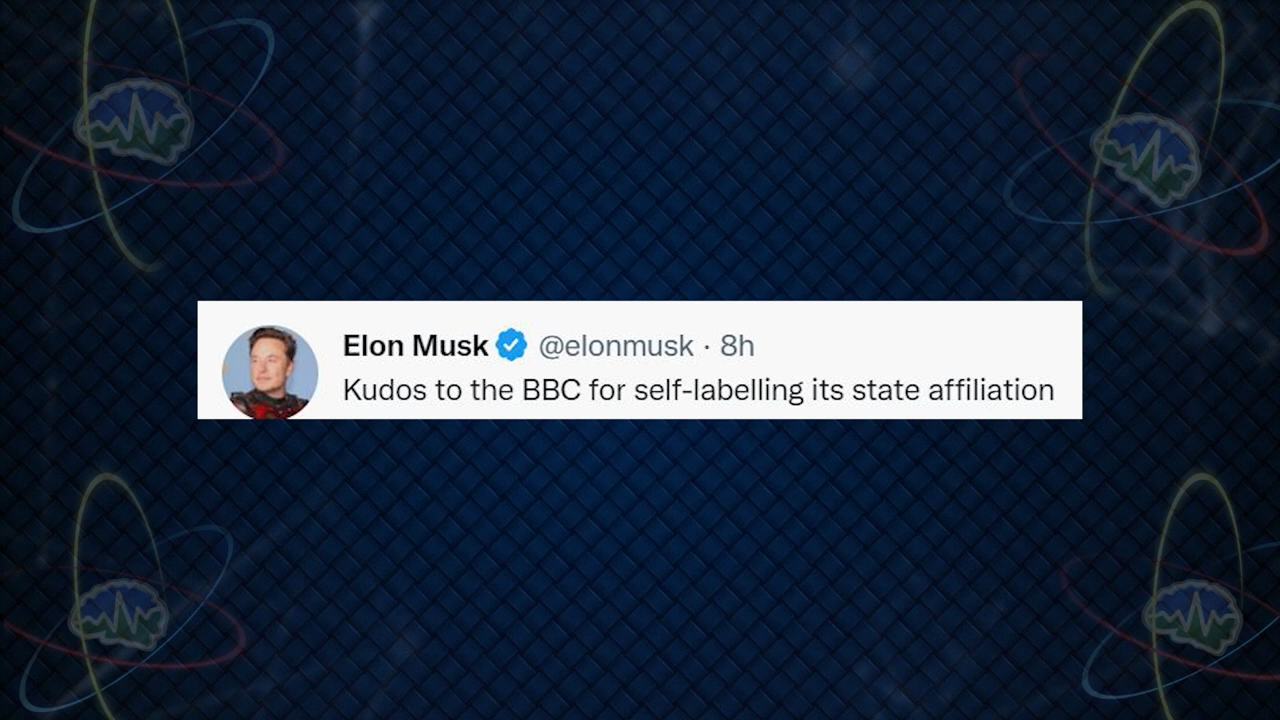 Elon Musk @elonmusk · 8h
Kudos to the BBC for self-labelling its state affiliation